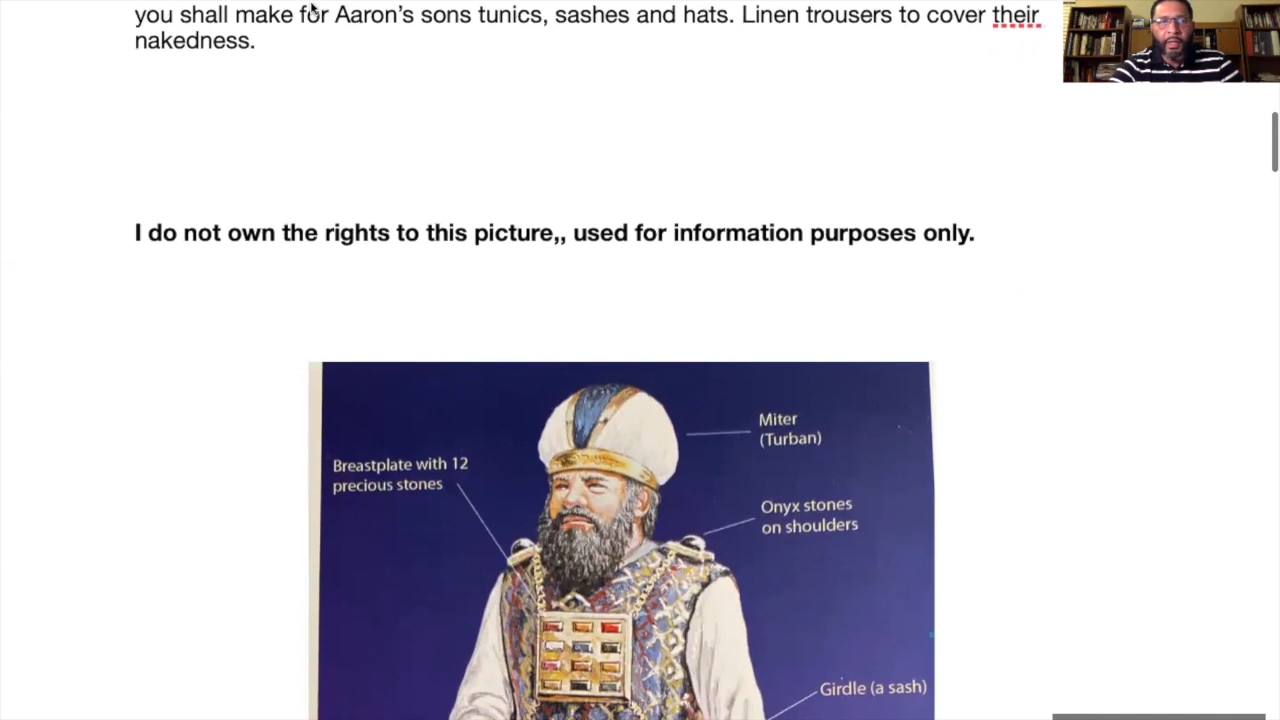 you shall make for Aaron’s sons tunics, sashes and hats. Linen trousers to cover their
nakedness.
I do not own the rights to this picture,, used for information purposes only.
Miter
(Turban)
Breastplate with 12
precious stones
Onyx stones
on shoulders
Girdle (a sash)